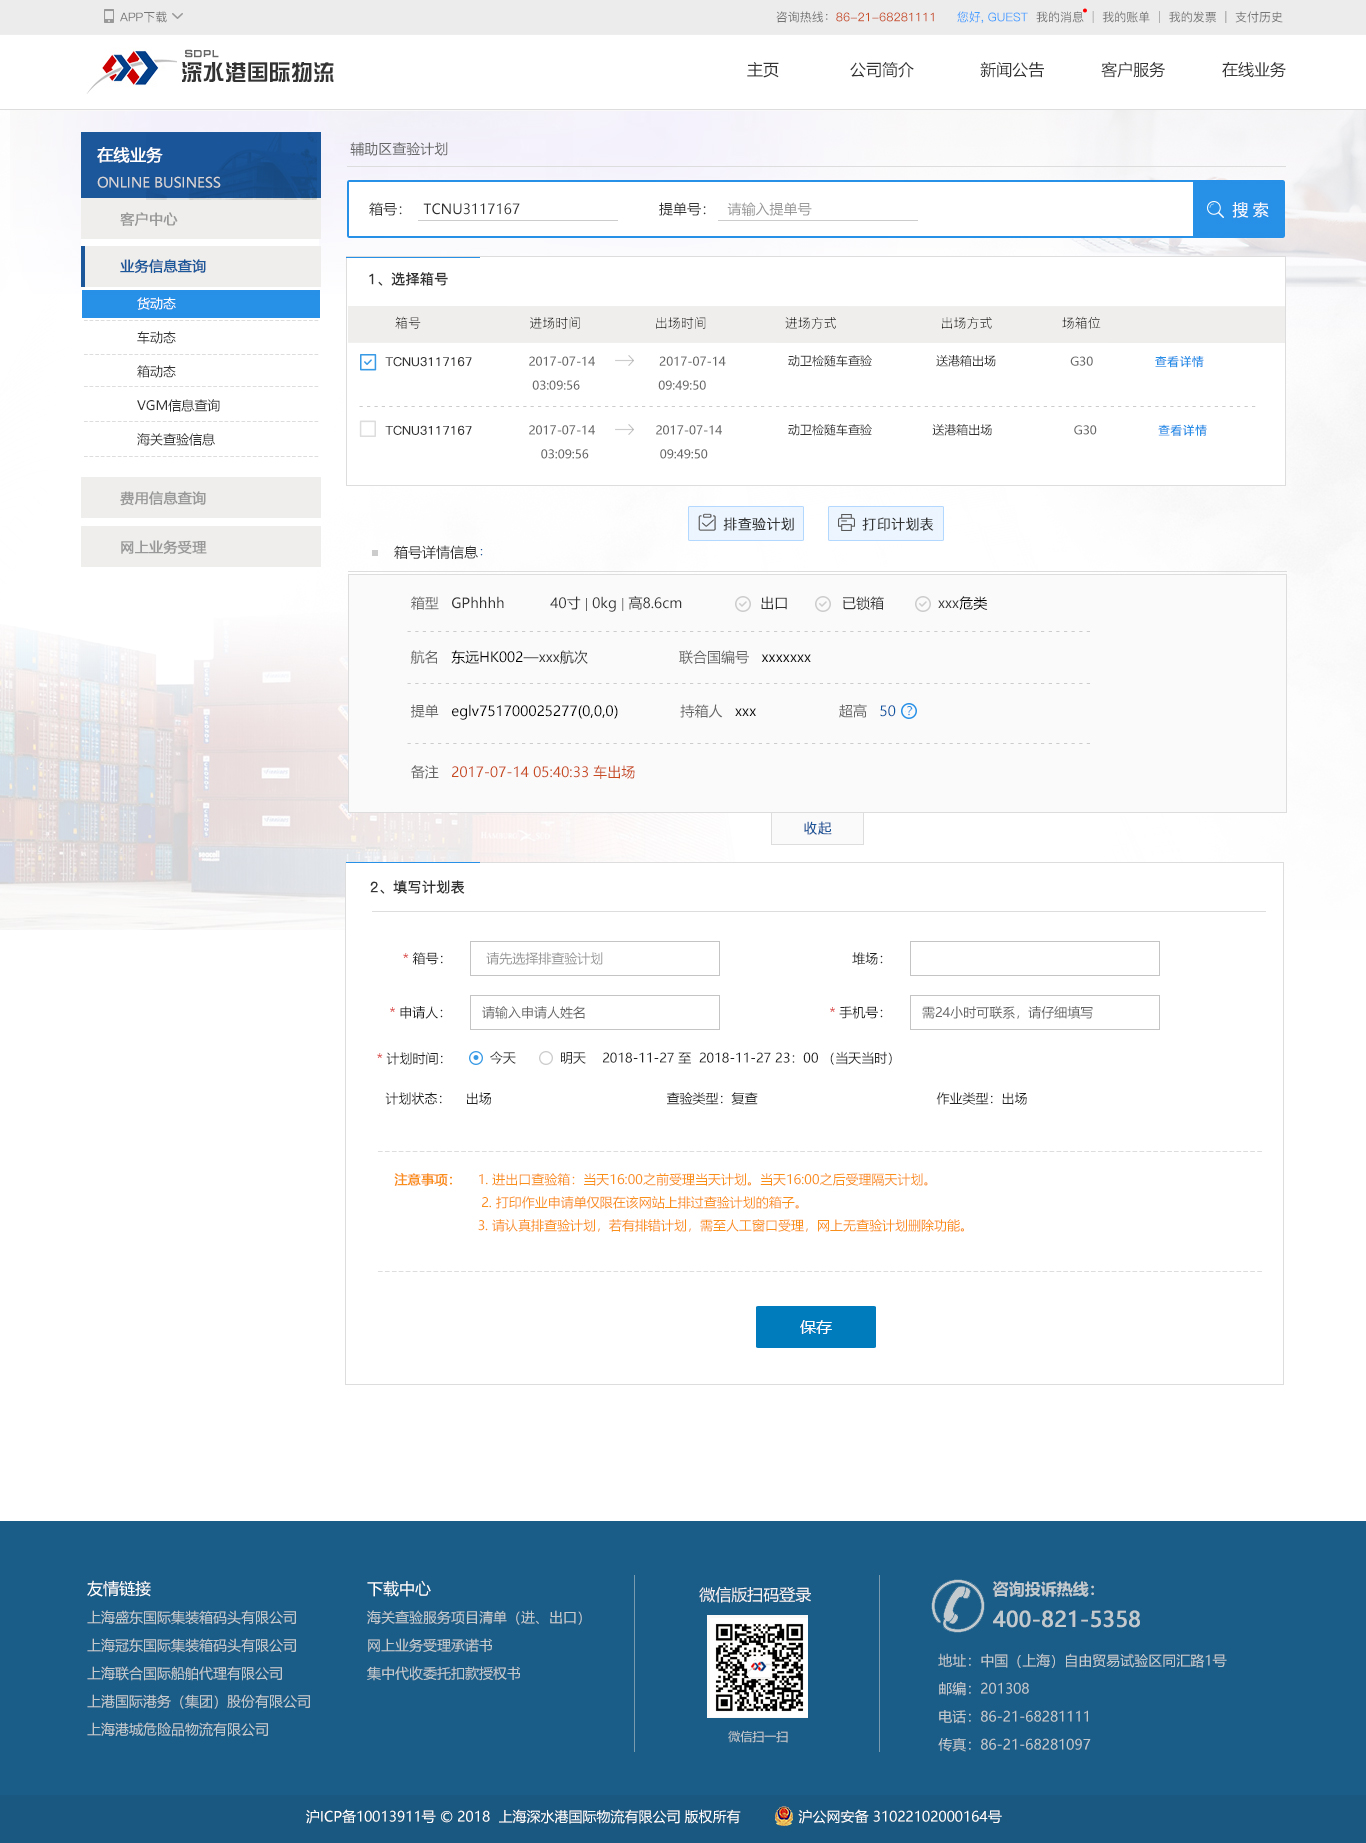 APP下载
咨询热线：86-21-68281111 您好, GUEST 我的消息 | 我的账单 | 我的发票 | 支付历史
SDPL
深水港国际物流
主页 公司简介 新闻公告 客户服务 在线业务
在线业务
ONLINE BUSINESS
客户中心
业务信息查询
货动态
车动态
箱动态
VGM信息查询
海关查验信息
费用信息查询
网上业务受理
辅助区查验计划
箱号： TCNU3117167 提单号： 请输入提单号 搜 索
1、选择箱号
箱号 进场时间 出场时间 进场方式 出场方式 场箱位
TCNU3117167 2017-07-14 2017-07-14 动卫检随车查验 送港箱出场 G30 查看详情
03:09:56 09:49:50
TCNU3117167 2017-07-14 2017-07-14 动卫检随车查验 送港箱出场 G30 查看详情
03:09:56 09:49:50
排查验计划 打印计划表
箱号详情信息：
箱型 GPhhhh 40寸 | 0kg | 高8.6cm 出口 已锁箱 xxx危类
航名 东远HK002—xxx航次 联合国编号 xxxxxxx
提单 eglv751700025277(0,0,0) 持箱人 xxx 超高 50 ?
备注 2017-07-14 05:40:33 车出场
收起
2、填写计划表
* 箱号： 请先选择排查验计划 堆场：
* 申请人： 请输入申请人姓名 * 手机号： 需24小时可联系，请仔细填写
* 计划时间： 今天 明天 2018-11-27 至 2018-11-27 23：00 （当天当时）
计划状态： 出场 查验类型：复查 作业类型：出场
注意事项： 1. 进出口查验箱：当天16:00之前受理当天计划。当天16:00之后受理隔天计划。
2. 打印作业申请单仅限在该网站上排过查验计划的箱子。
3. 请认真排查验计划，若有排错计划，需至人工窗口受理，网上无查验计划删除功能。
保存
友情链接
上海盛东国际集装箱码头有限公司
上海冠东国际集装箱码头有限公司
上海联合国际船舶代理有限公司
上港国际港务（集团）股份有限公司
上海港城危险品物流有限公司
下载中心
海关查验服务项目清单（进、出口）
网上业务受理承诺书
集中代收委托扣款授权书
微信版扫码登录
微信扫一扫
咨询投诉热线：
400-821-5358
地址：中国（上海）自由贸易试验区同汇路1号
邮编：201308
电话：86-21-68281111
传真：86-21-68281097
沪ICP备10013911号 © 2018 上海深水港国际物流有限公司 版权所有 沪公网安备 31022102000164号